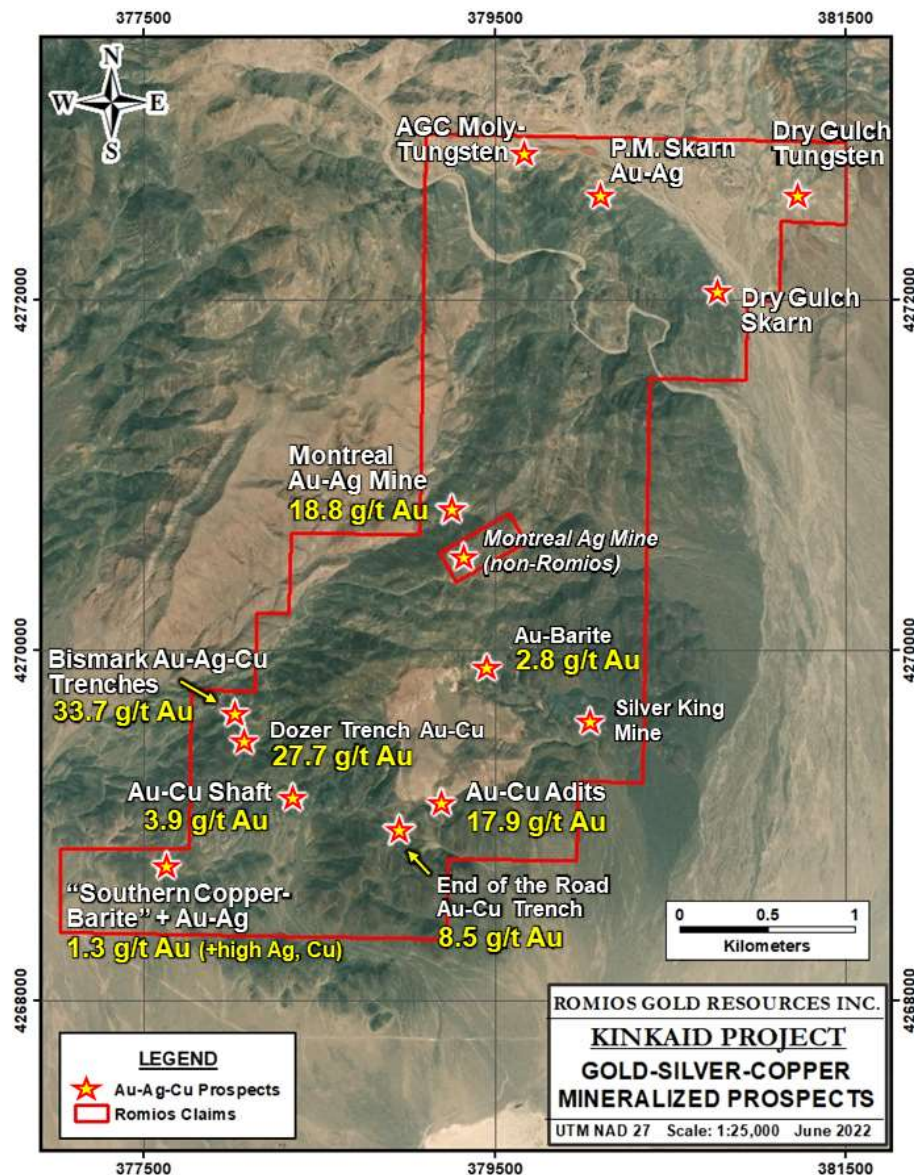 377500 379500 381500
N
W E
S
AGC Moly-
Tungsten
P.M. Skarn
Au-Ag
Dry Gulch
Tungsten
4272000 4272000
Dry Gulch
Skarn
Montreal
Au-Ag Mine
18.8 g/t Au
Montreal Ag Mine
(non-Romios)
4270000 4270000
Au-Barite
2.8 g/t Au
Bismark Au-Ag-Cu
Trenches
33.7 g/t Au
Silver King
Mine
Dozer Trench Au-Cu
27.7 g/t Au
Au-Cu Shaft
3.9 g/t Au
Au-Cu Adits
17.9 g/t Au
"Southern Copper-
Barite" + Au-Ag
1.3 g/t Au (+high Ag, Cu)
End of the Road
Au-Cu Trench
8.5 g/t Au
0 0.5 1
Kilometers
4268000 4268000
LEGEND
Au-Ag-Cu Prospects
Romios Claims
ROMIOS GOLD RESOURCES INC.
KINKAID PROJECT
GOLD-SILVER-COPPER
MINERALIZED PROSPECTS
UTM NAD 27 Scale: 1:25,000 June 2022
377500 379500 381500